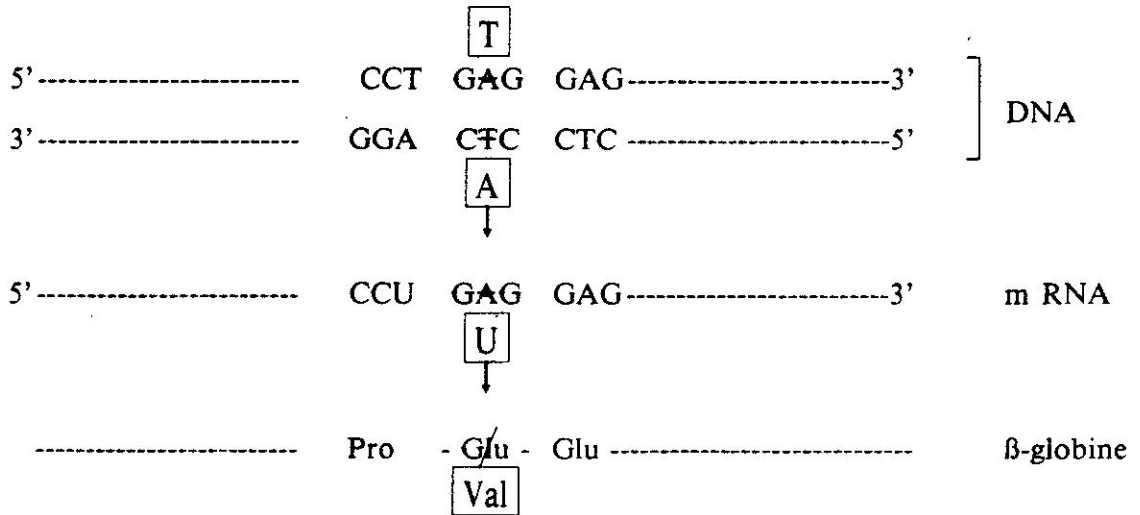 T
5’ CCT GAG GAG 3’
DNA
3’ GGA CTC CTC 5’
A
5’ CCU GAG GAG 3’ m RNA
U
Pro - Glu - Glu ß-globine
Val